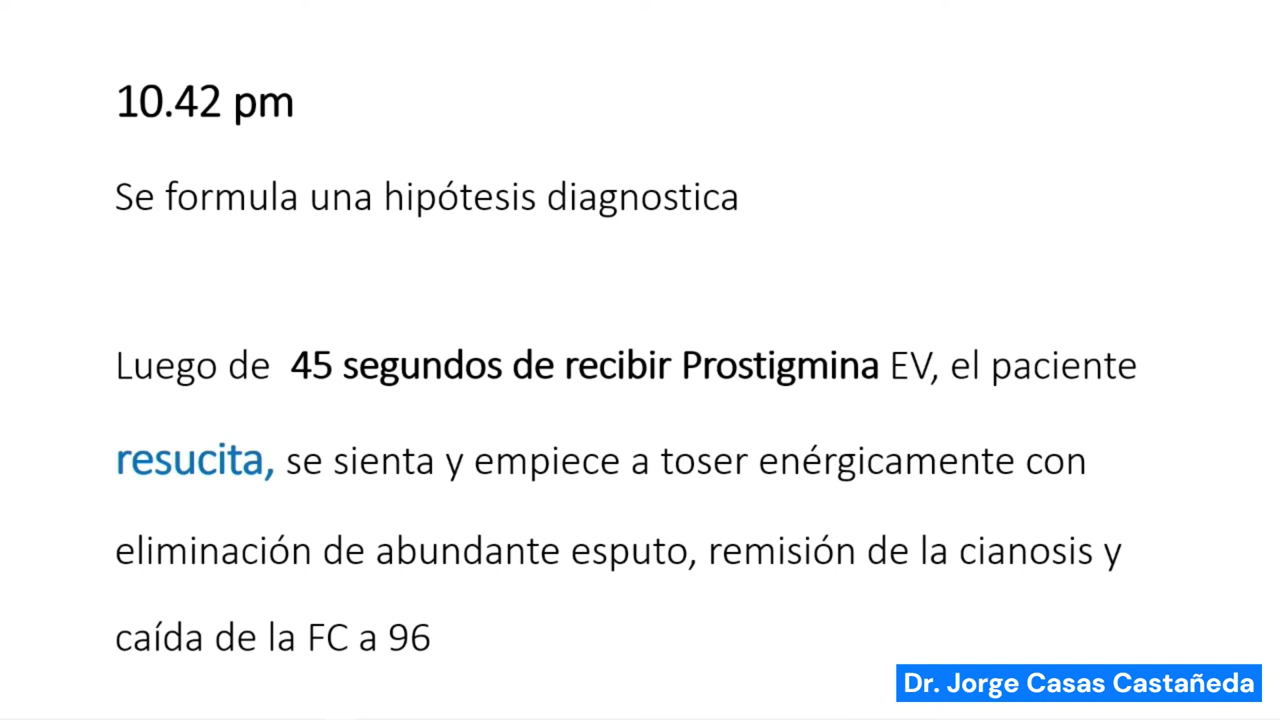 10.42 pm
Se formula una hipótesis diagnostica
Luego de 45 segundos de recibir Prostigmina EV, el paciente
resucita, se sienta y empiece a toser enérgicamente con
eliminación de abundante esputo, remisión de la cianosis y
caída de la FC a 96
Dr. Jorge Casas Castañeda